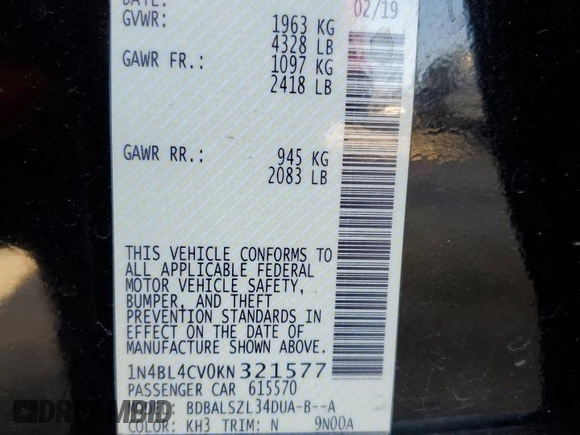 DATE: 02/19
GVWR: 1963 KG
4328 LB
GAWR FR.: 1097 KG
2418 LB
GAWR RR.: 945 KG
2083 LB
THIS VEHICLE CONFORMS TO
ALL APPLICABLE FEDERAL
MOTOR VEHICLE SAFETY,
BUMPER, AND THEFT
PREVENTION STANDARDS IN
EFFECT ON THE DATE OF
MANUFACTURE SHOWN ABOVE.
1N4BL4CV0KN321577
PASSENGER CAR 615570
MODEL: BDBALSZL34DUA-B--A
COLOR: KH3 TRIM: N 9N00A
DREAMBID